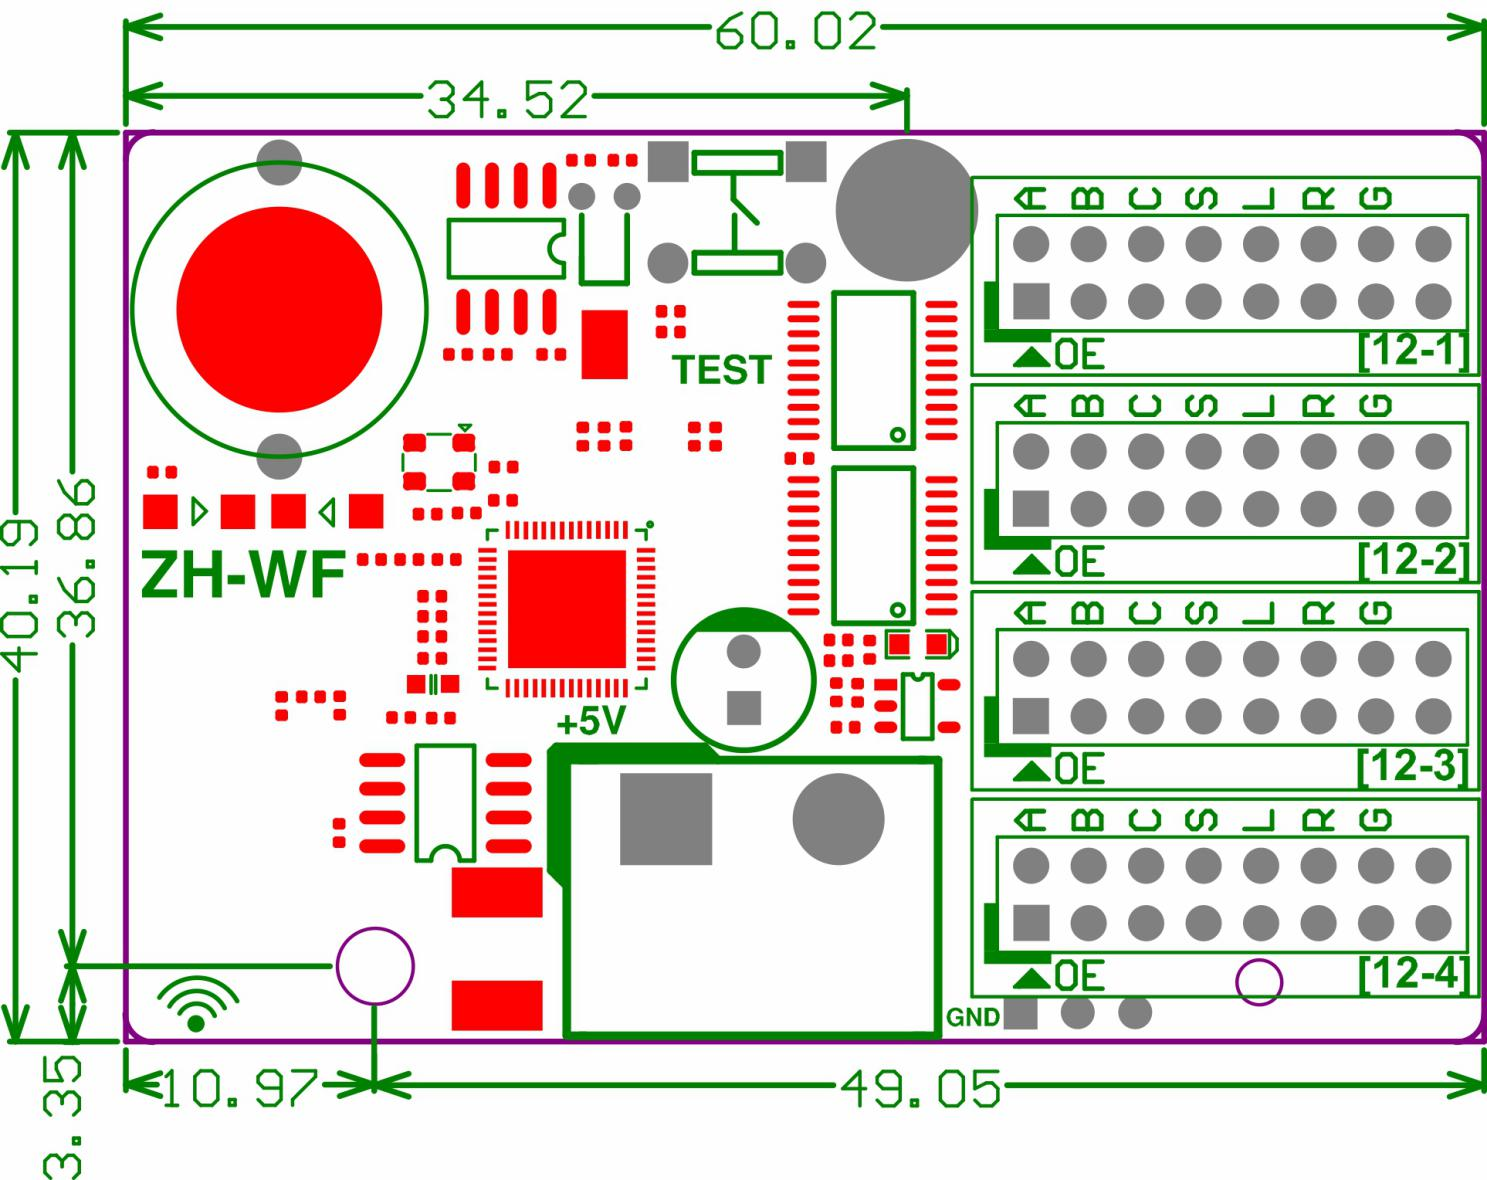 60.02
34.52
A B C S L R G
OE [12-1]
TEST
A B C S L R G
OE [12-2]
40.19
36.86
ZH-WF
A B C S L R G
OE [12-3]
+5V
A B C S L R G
OE [12-4]
GND
3.35
10.97
49.05